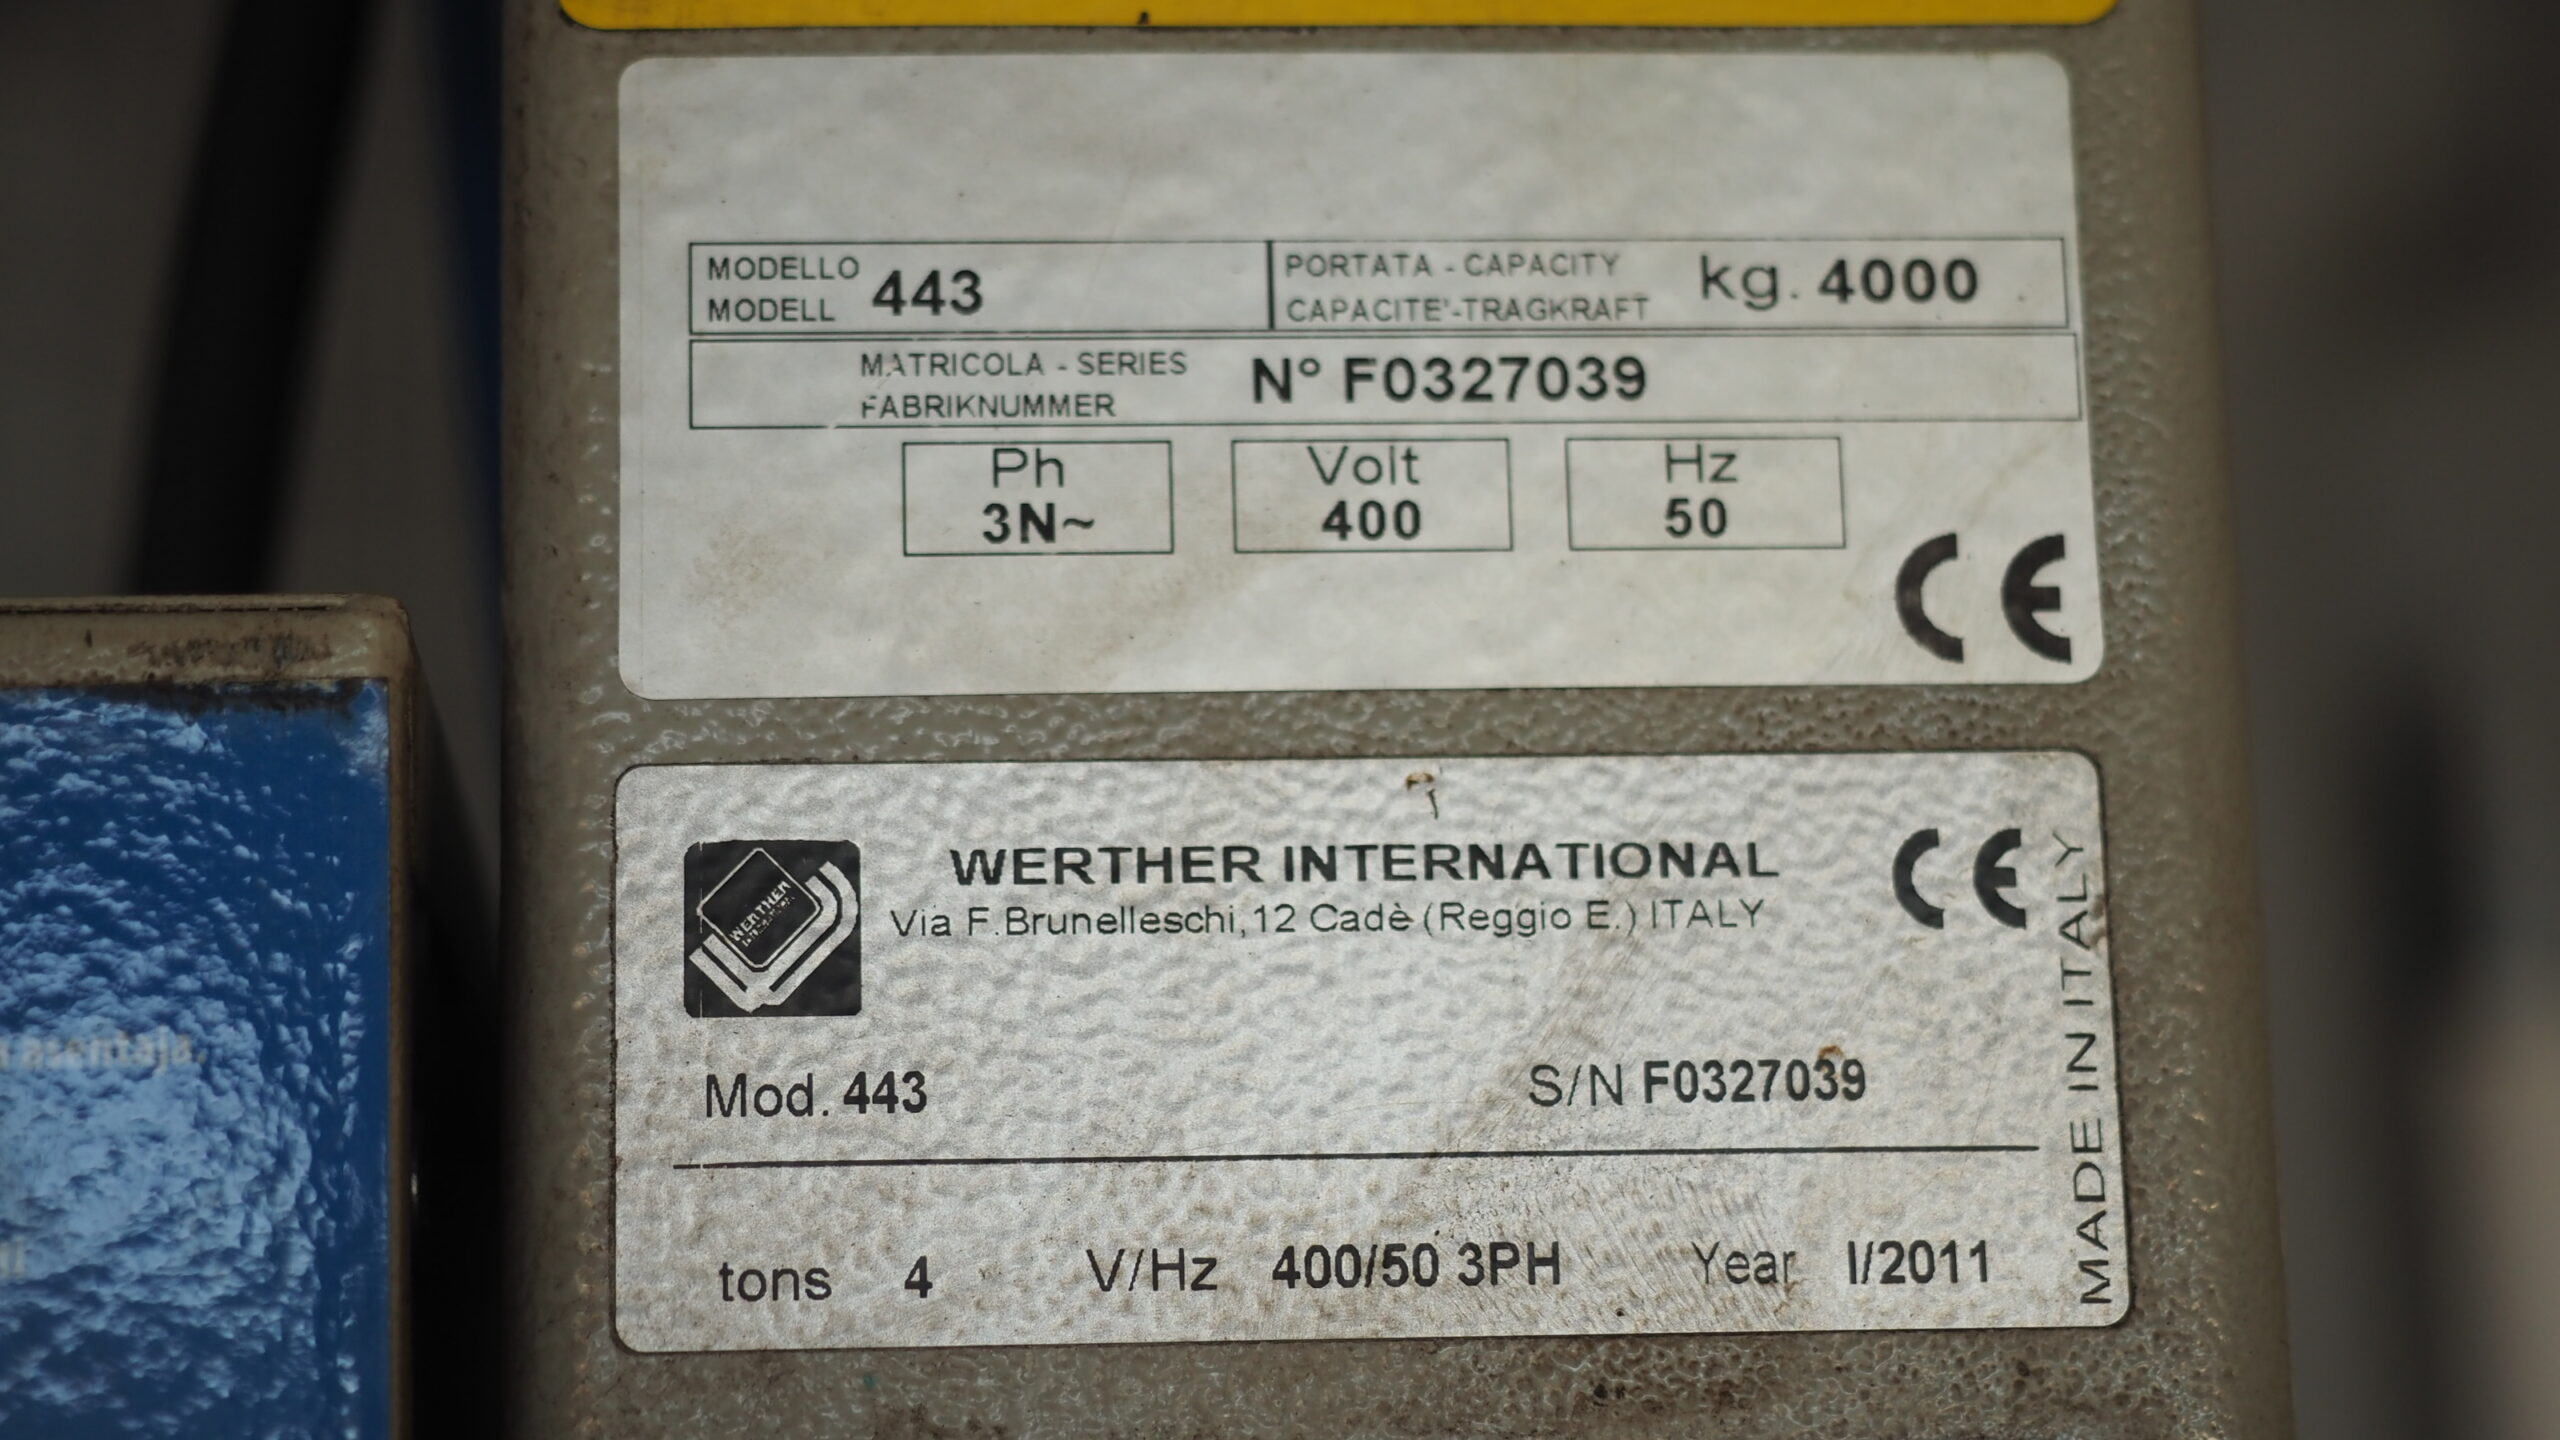 MODELLO
MODELL
443
PORTATA - CAPACITY
CAPACITE'-TRAGKRAFT
kg. 4000
MATRICOLA - SERIES
FABRIKNUMMER
N° F0327039
Ph
3N~
Volt
400
Hz
50
CE
WERTHER
WERTHER INTERNATIONAL
Via F.Brunelleschi,12 Cadè (Reggio E.) ITALY
CE
MADE IN ITALY
Mod. 443
S/N F0327039
tons 4
V/Hz 400/50 3PH
Year I/2011